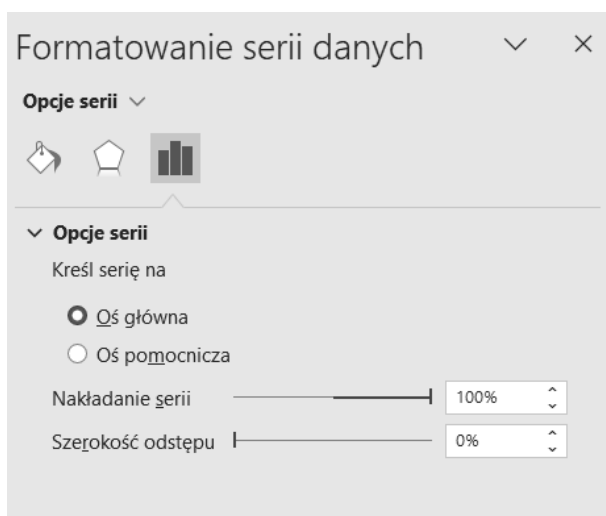 Formatowanie serii danych
Opcje serii
Opcje serii
Kreśl serię na
Oś główna
Oś pomocnicza
Nakładanie serii 100%
Szerokość odstępu 0%